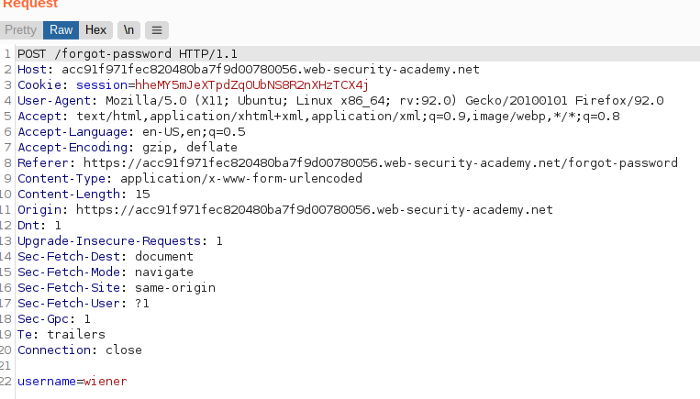 Request
Pretty Raw Hex \n
1 POST /forgot-password HTTP/1.1
2 Host: acc91f971fec820480ba7f9d00780056.web-security-academy.net
3 Cookie: session=hheMY5mJeXTpdZqOUbNS8R2nXHzTCX4j
4 User-Agent: Mozilla/5.0 (X11; Ubuntu; Linux x86_64; rv:92.0) Gecko/20100101 Firefox/92.0
5 Accept: text/html,application/xhtml+xml,application/xml;q=0.9,image/webp,*/*;q=0.8
6 Accept-Language: en-US,en;q=0.5
7 Accept-Encoding: gzip, deflate
8 Referer: https://acc91f971fec820480ba7f9d00780056.web-security-academy.net/forgot-password
9 Content-Type: application/x-www-form-urlencoded
10 Content-Length: 15
11 Origin: https://acc91f971fec820480ba7f9d00780056.web-security-academy.net
12 Dnt: 1
13 Upgrade-Insecure-Requests: 1
14 Sec-Fetch-Dest: document
15 Sec-Fetch-Mode: navigate
16 Sec-Fetch-Site: same-origin
17 Sec-Fetch-User: ?1
18 Sec-Gpc: 1
19 Te: trailers
20 Connection: close
21
22 username=wiener